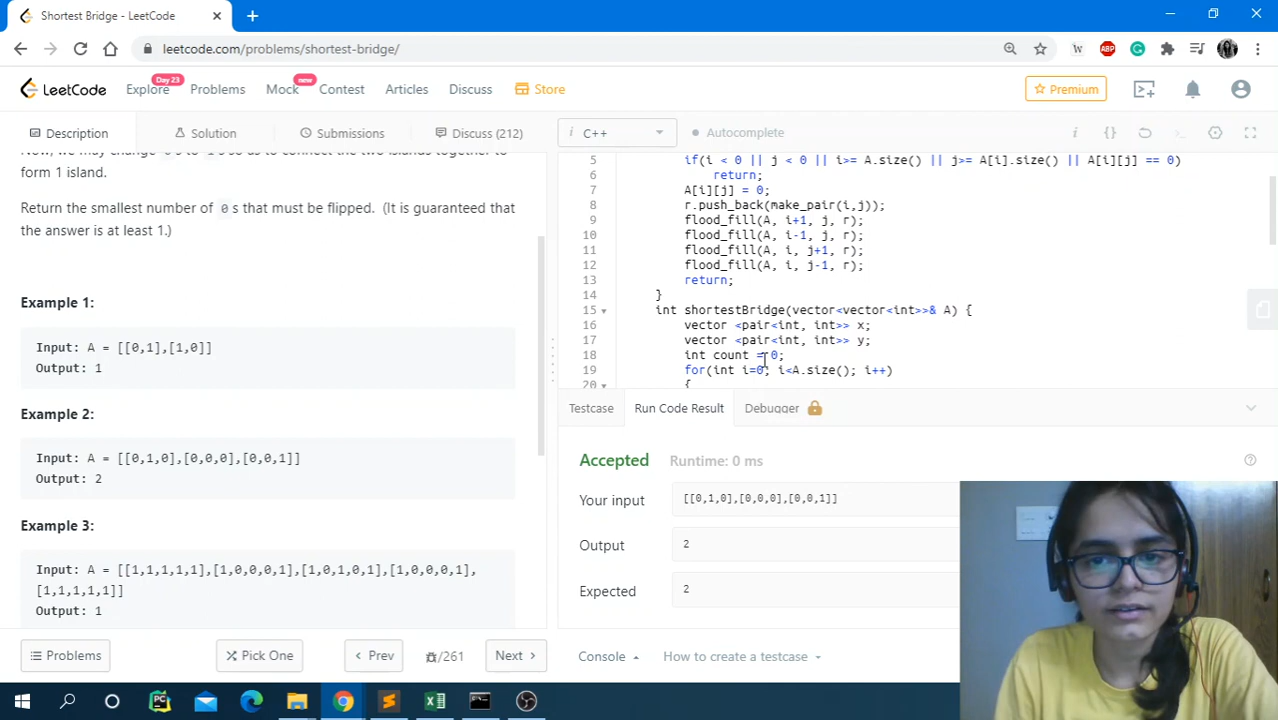 Shortest Bridge - LeetCode
leetcode.com/problems/shortest-bridge/
W
ABP
G
LeetCode
Explore
Day 23
Problems
Mock
new
Contest
Articles
Discuss
Store
Premium
Description
Solution
Submissions
Discuss (212)
i C++
Autocomplete
i {}
form 1 island.
Return the smallest number of 0 s that must be flipped. (It is guaranteed that
the answer is at least 1.)
Example 1:
Input: A = [[0,1],[1,0]]
Output: 1
Example 2:
Input: A = [[0,1,0],[0,0,0],[0,0,1]]
Output: 2
Example 3:
Input: A = [[1,1,1,1,1],[1,0,0,0,1],[1,0,1,0,1],[1,0,0,0,1],
[1,1,1,1,1]]
Output: 1
5 if(i < 0 || j < 0 || i>= A.size() || j>= A[i].size() || A[i][j] == 0)
6 return;
7 A[i][j] = 0;
8 r.push_back(make_pair(i,j));
9 flood_fill(A, i+1, j, r);
10 flood_fill(A, i-1, j, r);
11 flood_fill(A, i, j+1, r);
12 flood_fill(A, i, j-1, r);
13 return;
14 }
15 int shortestBridge(vector<vector<int>>& A) {
16 vector <pair<int, int>> x;
17 vector <pair<int, int>> y;
18 int count = 0;
19 for(int i=0; i<A.size(); i++)
20 {
Testcase
Run Code Result
Debugger
Accepted
Runtime: 0 ms
Your input
[[0,1,0],[0,0,0],[0,0,1]]
Output
2
Expected
2
Problems
Pick One
Prev
/261
Next
Console
How to create a testcase
PC